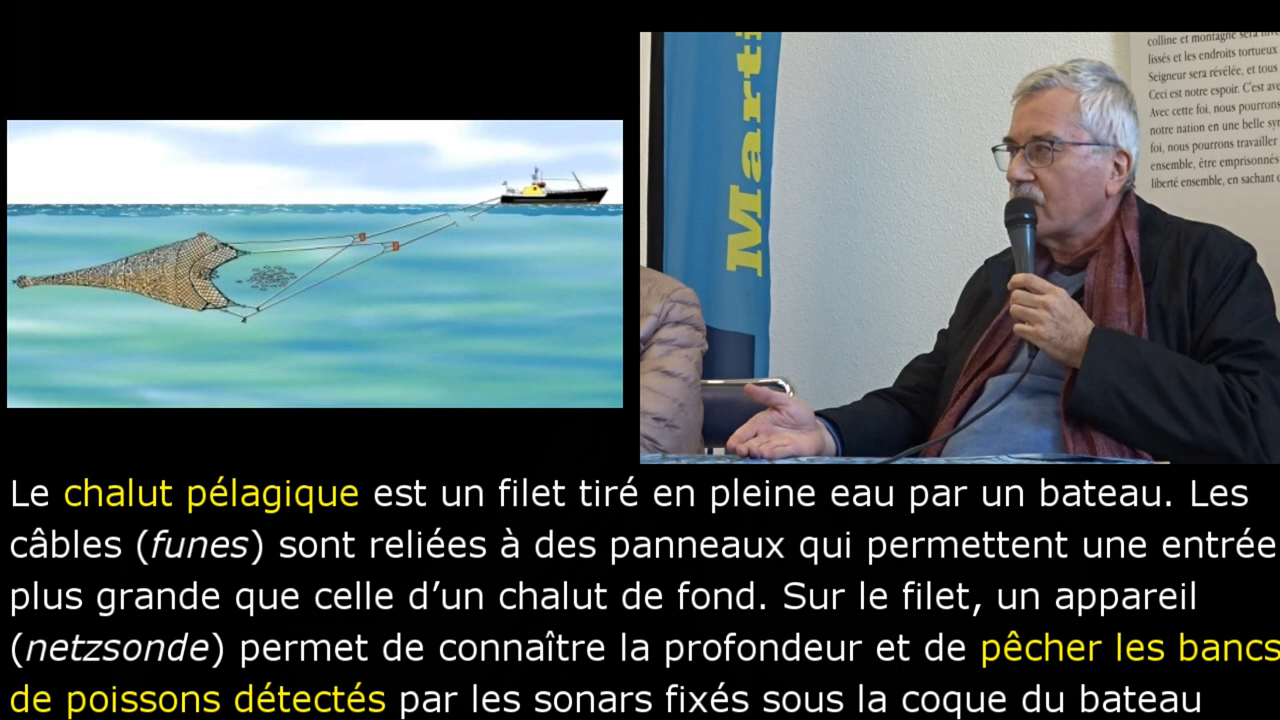 Marti
colline et montagne sera
lissés et les endroits tortueux
Seigneur sera révélée, et tous
Ceci est notre espoir. C'est
Avec cette foi, nous pourrons
notre nation en une belle
foi, nous pourrons travailler
ensemble, être emprisonnés
liberté ensemble, en sachant
Le chalut pélagique est un filet tiré en pleine eau par un bateau. Les
câbles (funes) sont reliées à des panneaux qui permettent une entrée
plus grande que celle d’un chalut de fond. Sur le filet, un appareil
(netzsonde) permet de connaître la profondeur et de pêcher les bancs
de poissons détectés par les sonars fixés sous la coque du bateau